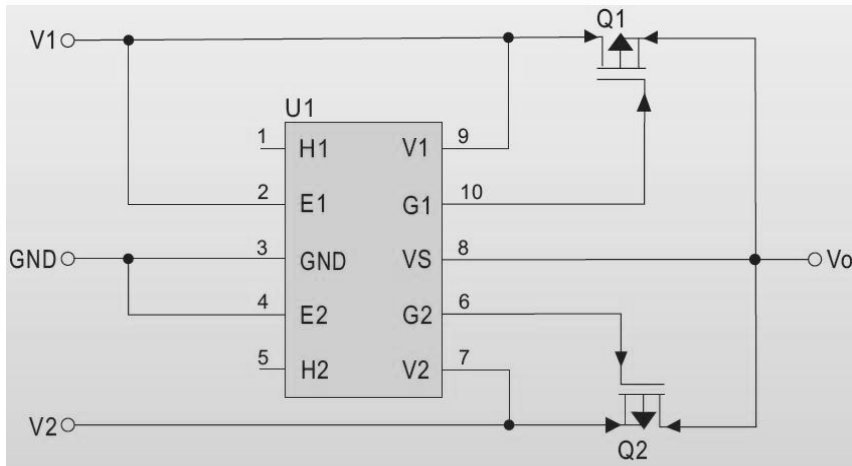 Q1
V1
U1
1 H1 V1 9
2 E1 G1 10
GND 3 GND VS 8 Vo
4 E2 G2 6
5 H2 V2 7
V2
Q2